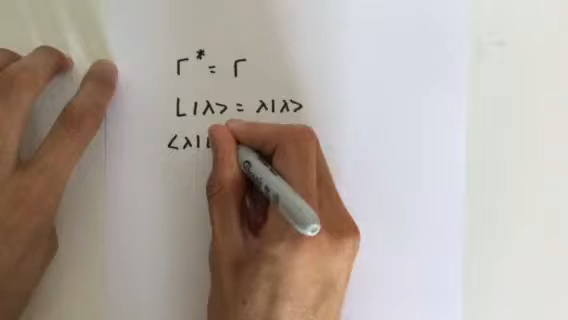 Γ* = Γ
L|λ> = λ|λ>
<λ|